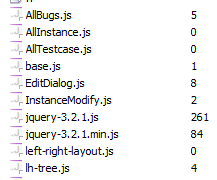 AllBugs.js 5
AllInstance.js 0
AllTestcase.js 0
base.js 1
EditDialog.js 8
InstanceModify.js 2
jquery-3.2.1.js 261
jquery-3.2.1.min.js 84
left-right-layout.js 0
lh-tree.js 4